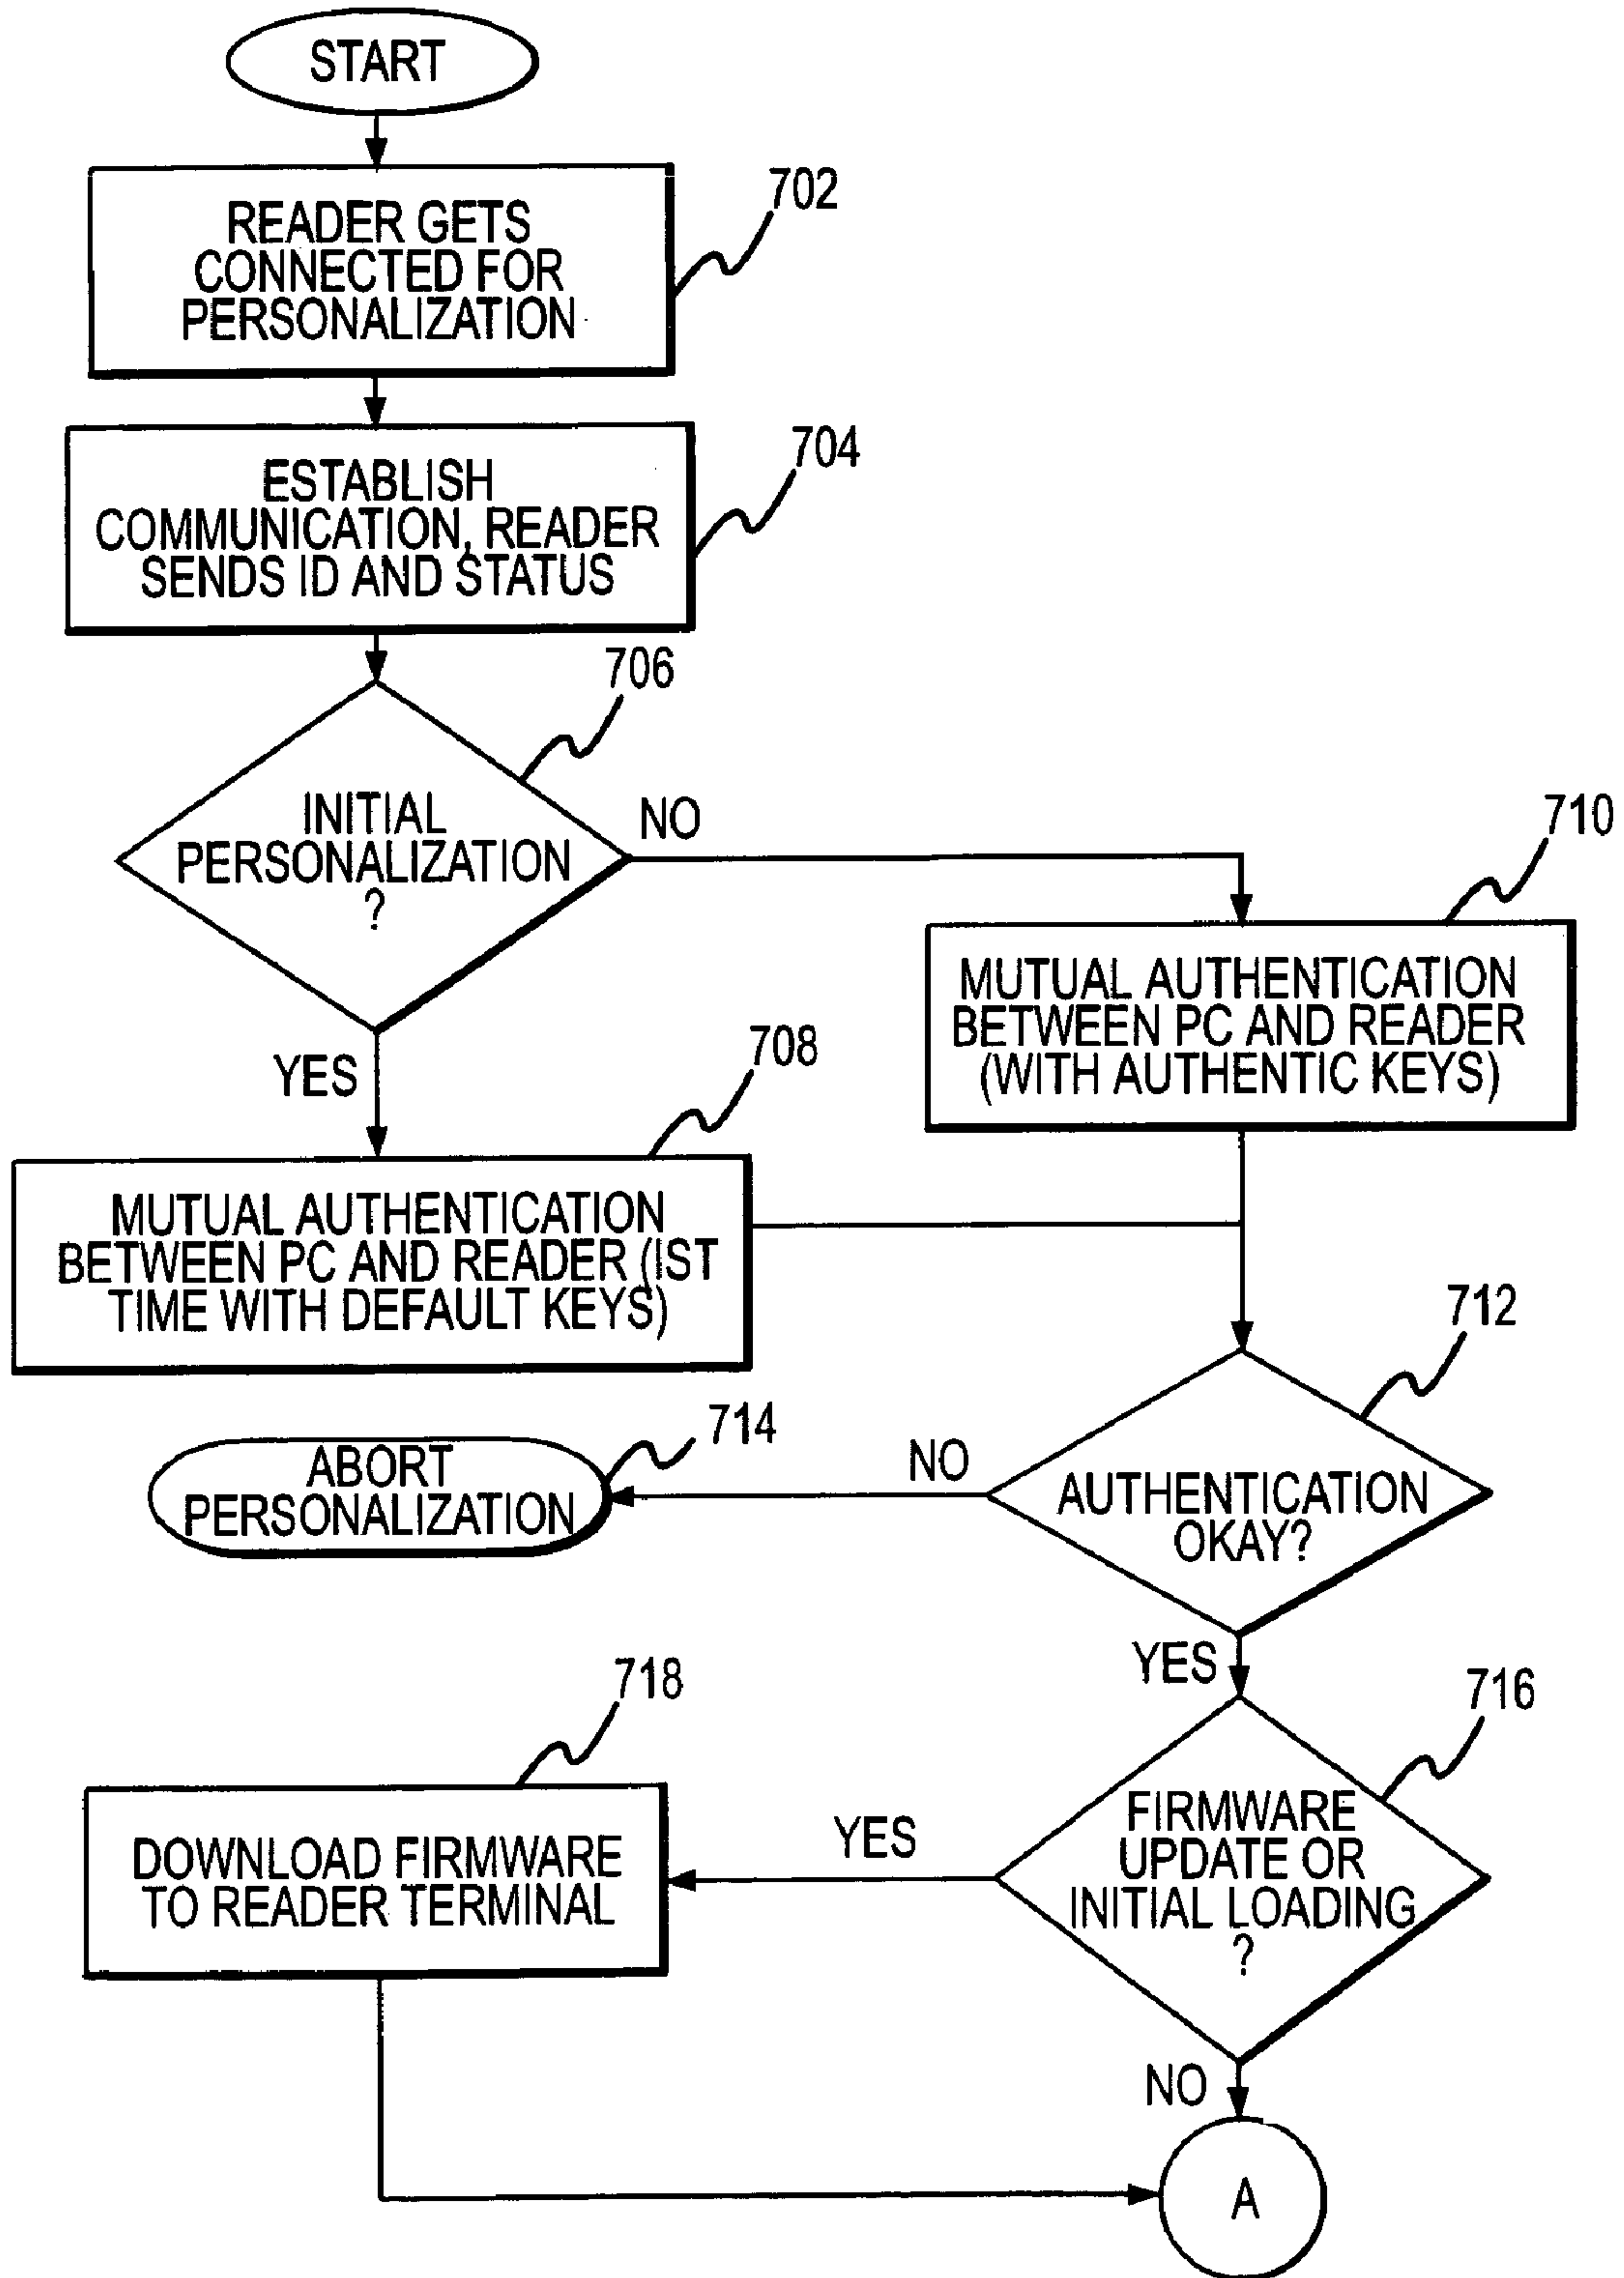 START
702
READER GETS
CONNECTED FOR
PERSONALIZATION
704
ESTABLISH
COMMUNICATION, READER
SENDS ID AND STATUS
706
INITIAL
PERSONALIZATION
?
NO
710
MUTUAL AUTHENTICATION
BETWEEN PC AND READER
(WITH AUTHENTIC KEYS)
YES
708
MUTUAL AUTHENTICATION
BETWEEN PC AND READER (IST
TIME WITH DEFAULT KEYS)
712
714
ABORT
PERSONALIZATION
NO
AUTHENTICATION
OKAY?
YES
718
716
DOWNLOAD FIRMWARE
TO READER TERMINAL
YES
FIRMWARE
UPDATE OR
INITIAL LOADING
?
NO
A